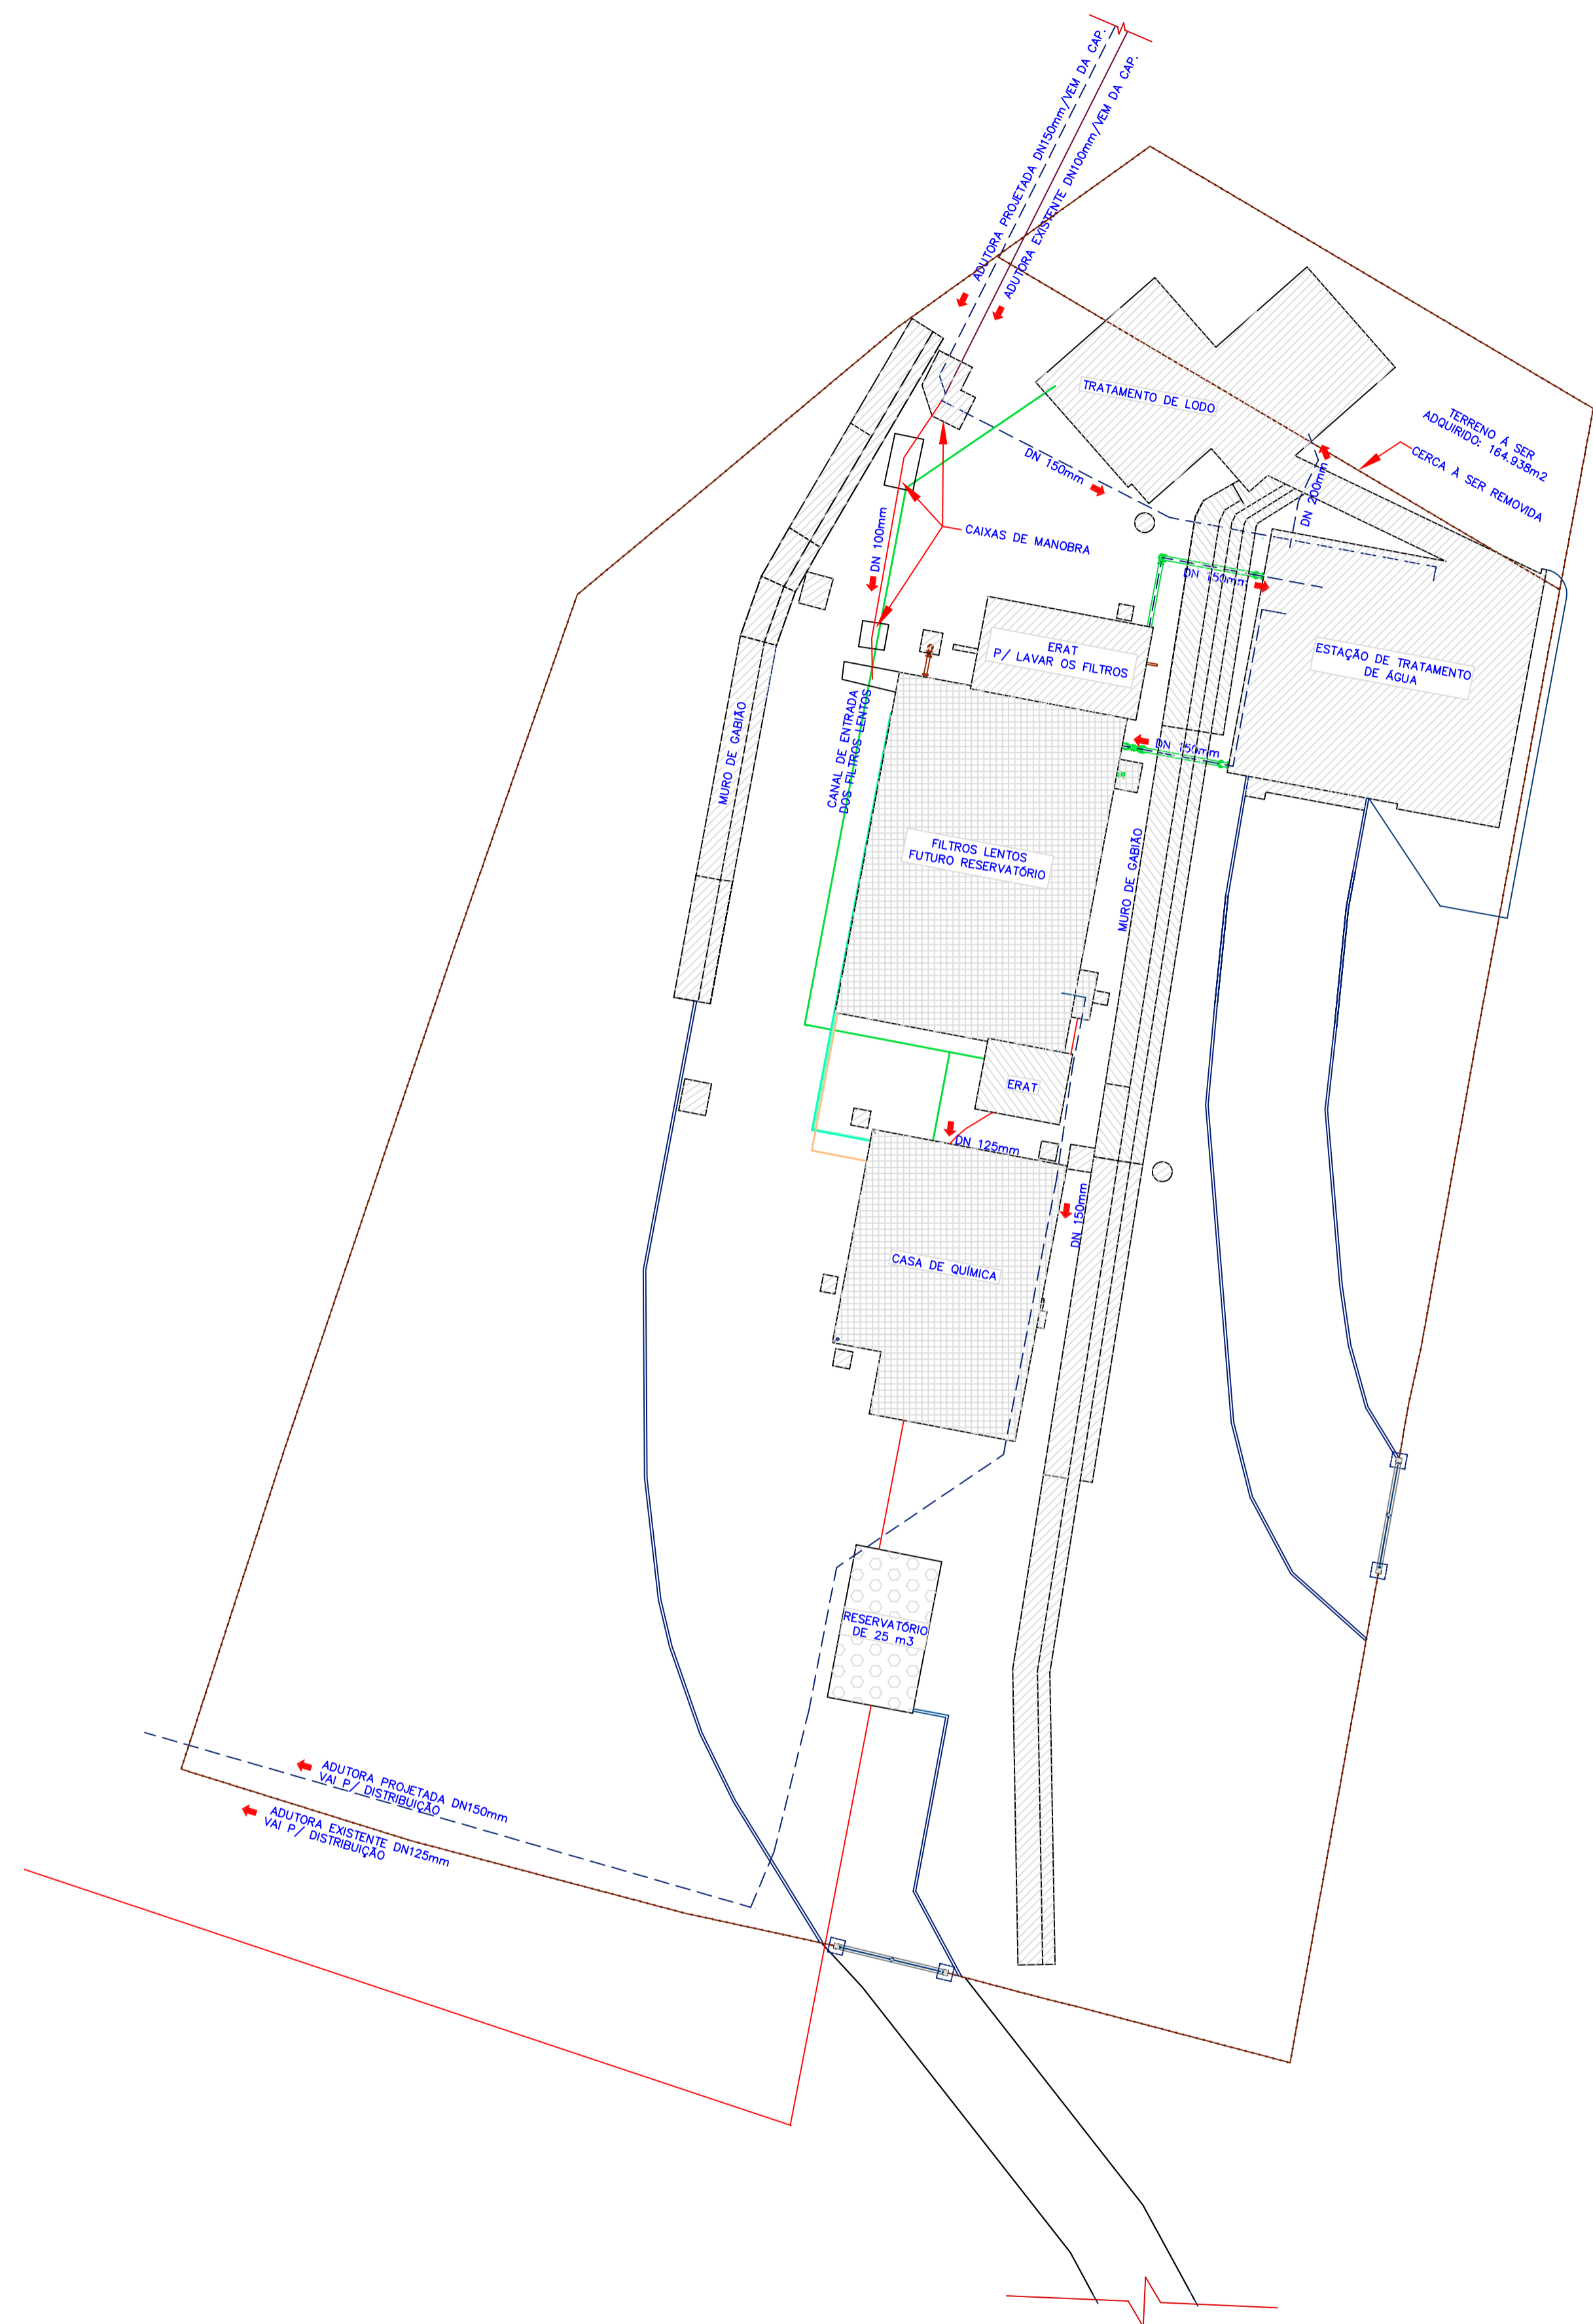 ADUTORA PROJETADA DN150mm/VEM DA CAP.
ADUTORA EXISTENTE DN100mm/VEM DA CAP.
TRATAMENTO DE LODO
TERRENO À SER
ADQUIRIDO: 164.938m2
CERCA À SER REMOVIDA
DN 150mm
DN 200mm
CAIXAS DE MANOBRA
DN 100mm
DN 150mm
ERAT
P/ LAVAR OS FILTROS
ESTAÇÃO DE TRATAMENTO
DE ÁGUA
MURO DE GABIÃO
CANAL DE ENTRADA
DOS FILTROS LENTOS
DN 150mm
FILTROS LENTOS
FUTURO RESERVATÓRIO
MURO DE GABIÃO
ERAT
DN 125mm
DN 150mm
CASA DE QUÍMICA
RESERVATÓRIO
DE 25 m3
ADUTORA PROJETADA DN150mm
VAI P/ DISTRIBUIÇÃO
ADUTORA EXISTENTE DN125mm
VAI P/ DISTRIBUIÇÃO